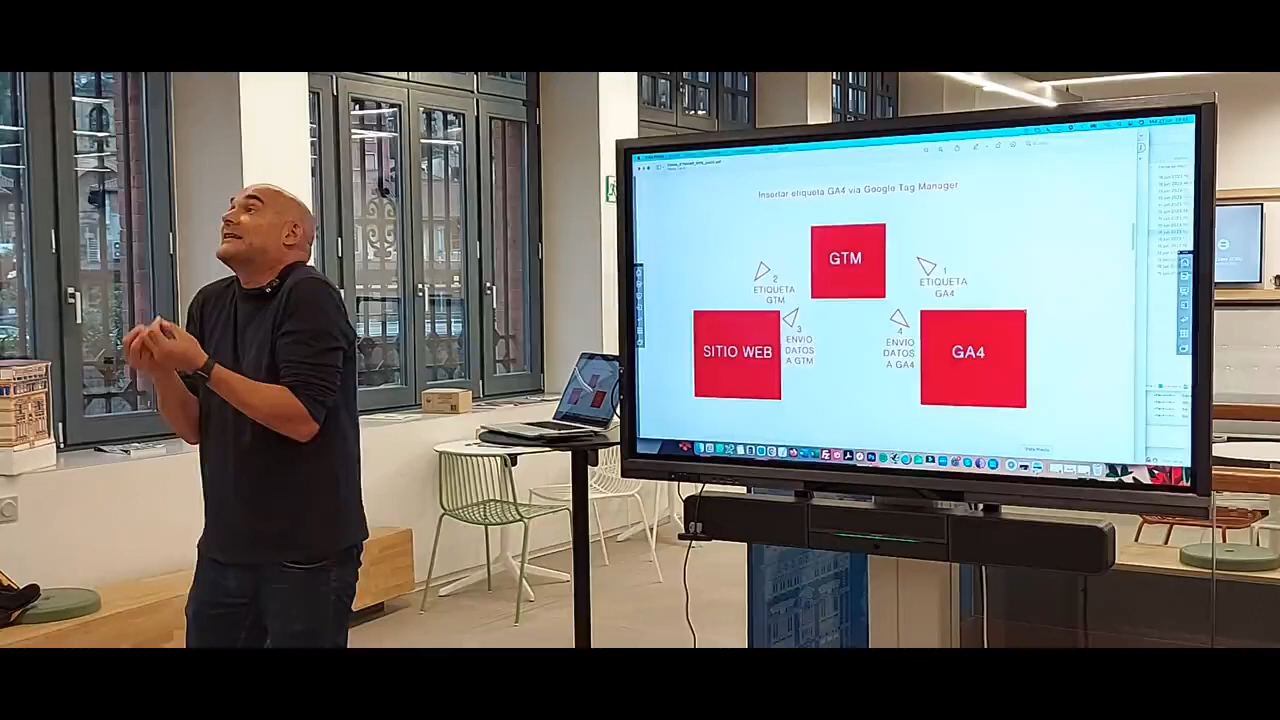 Insertar etiqueta GA4 via Google Tag Manager
GTM
2
ETIQUETA
GTM
1
ETIQUETA
GA4
SITIO WEB
3
ENVIO
DATOS
A GTM
4
ENVIO
DATOS
A GA4
GA4